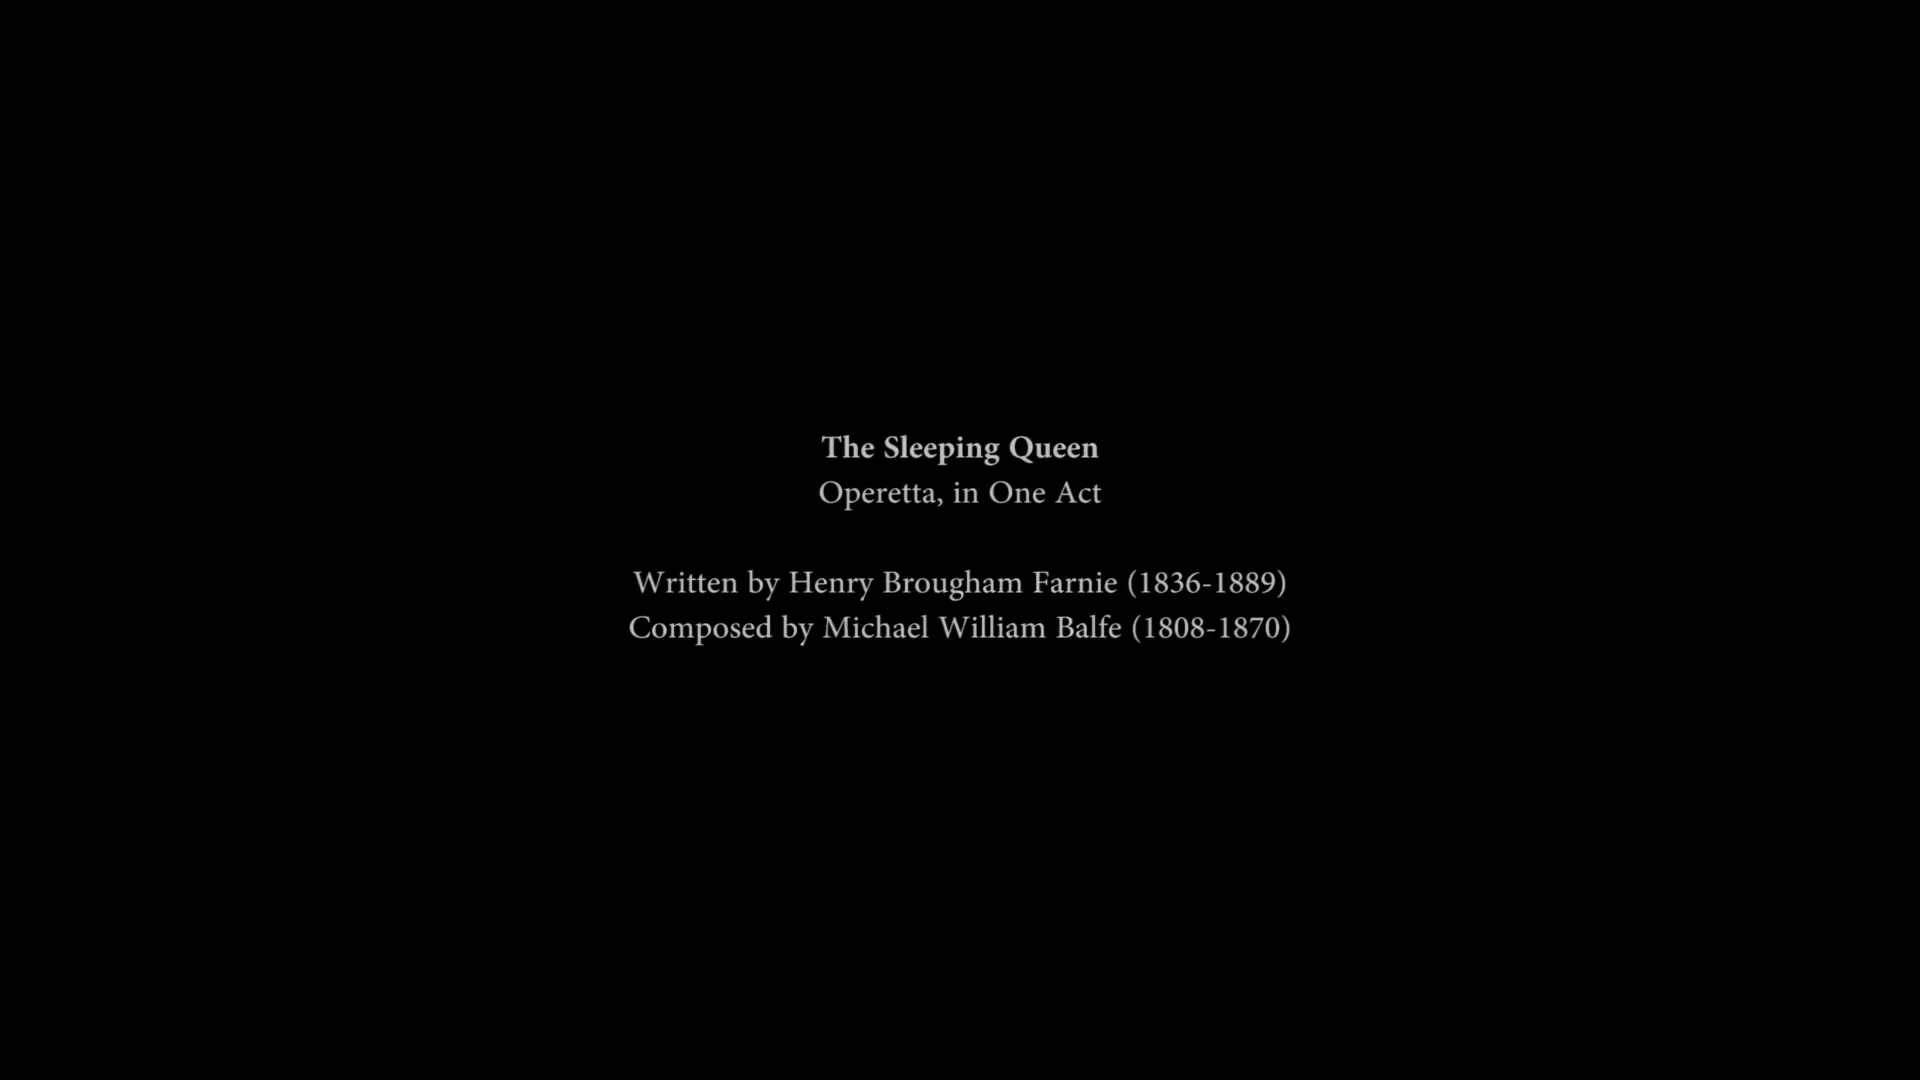 The Sleeping Queen
Operetta, in One Act
Written by Henry Brougham Farnie (1836-1889)
Composed by Michael William Balfe (1808-1870)